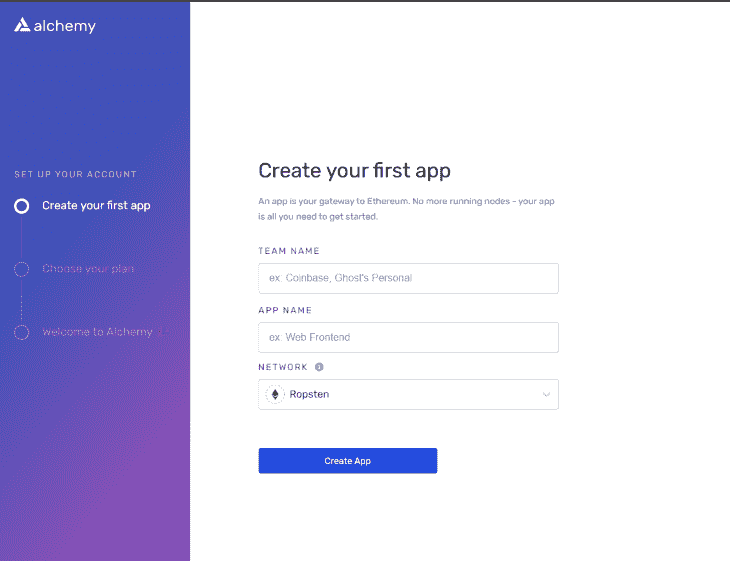 alchemy
SET UP YOUR ACCOUNT
Create your first app
Choose your plan
Welcome to Alchemy
Create your first app
An app is your gateway to Ethereum. No more running nodes - your app
is all you need to get started.
TEAM NAME
ex: Coinbase, Ghost's Personal
APP NAME
ex: Web Frontend
NETWORK
Ropsten
Create App